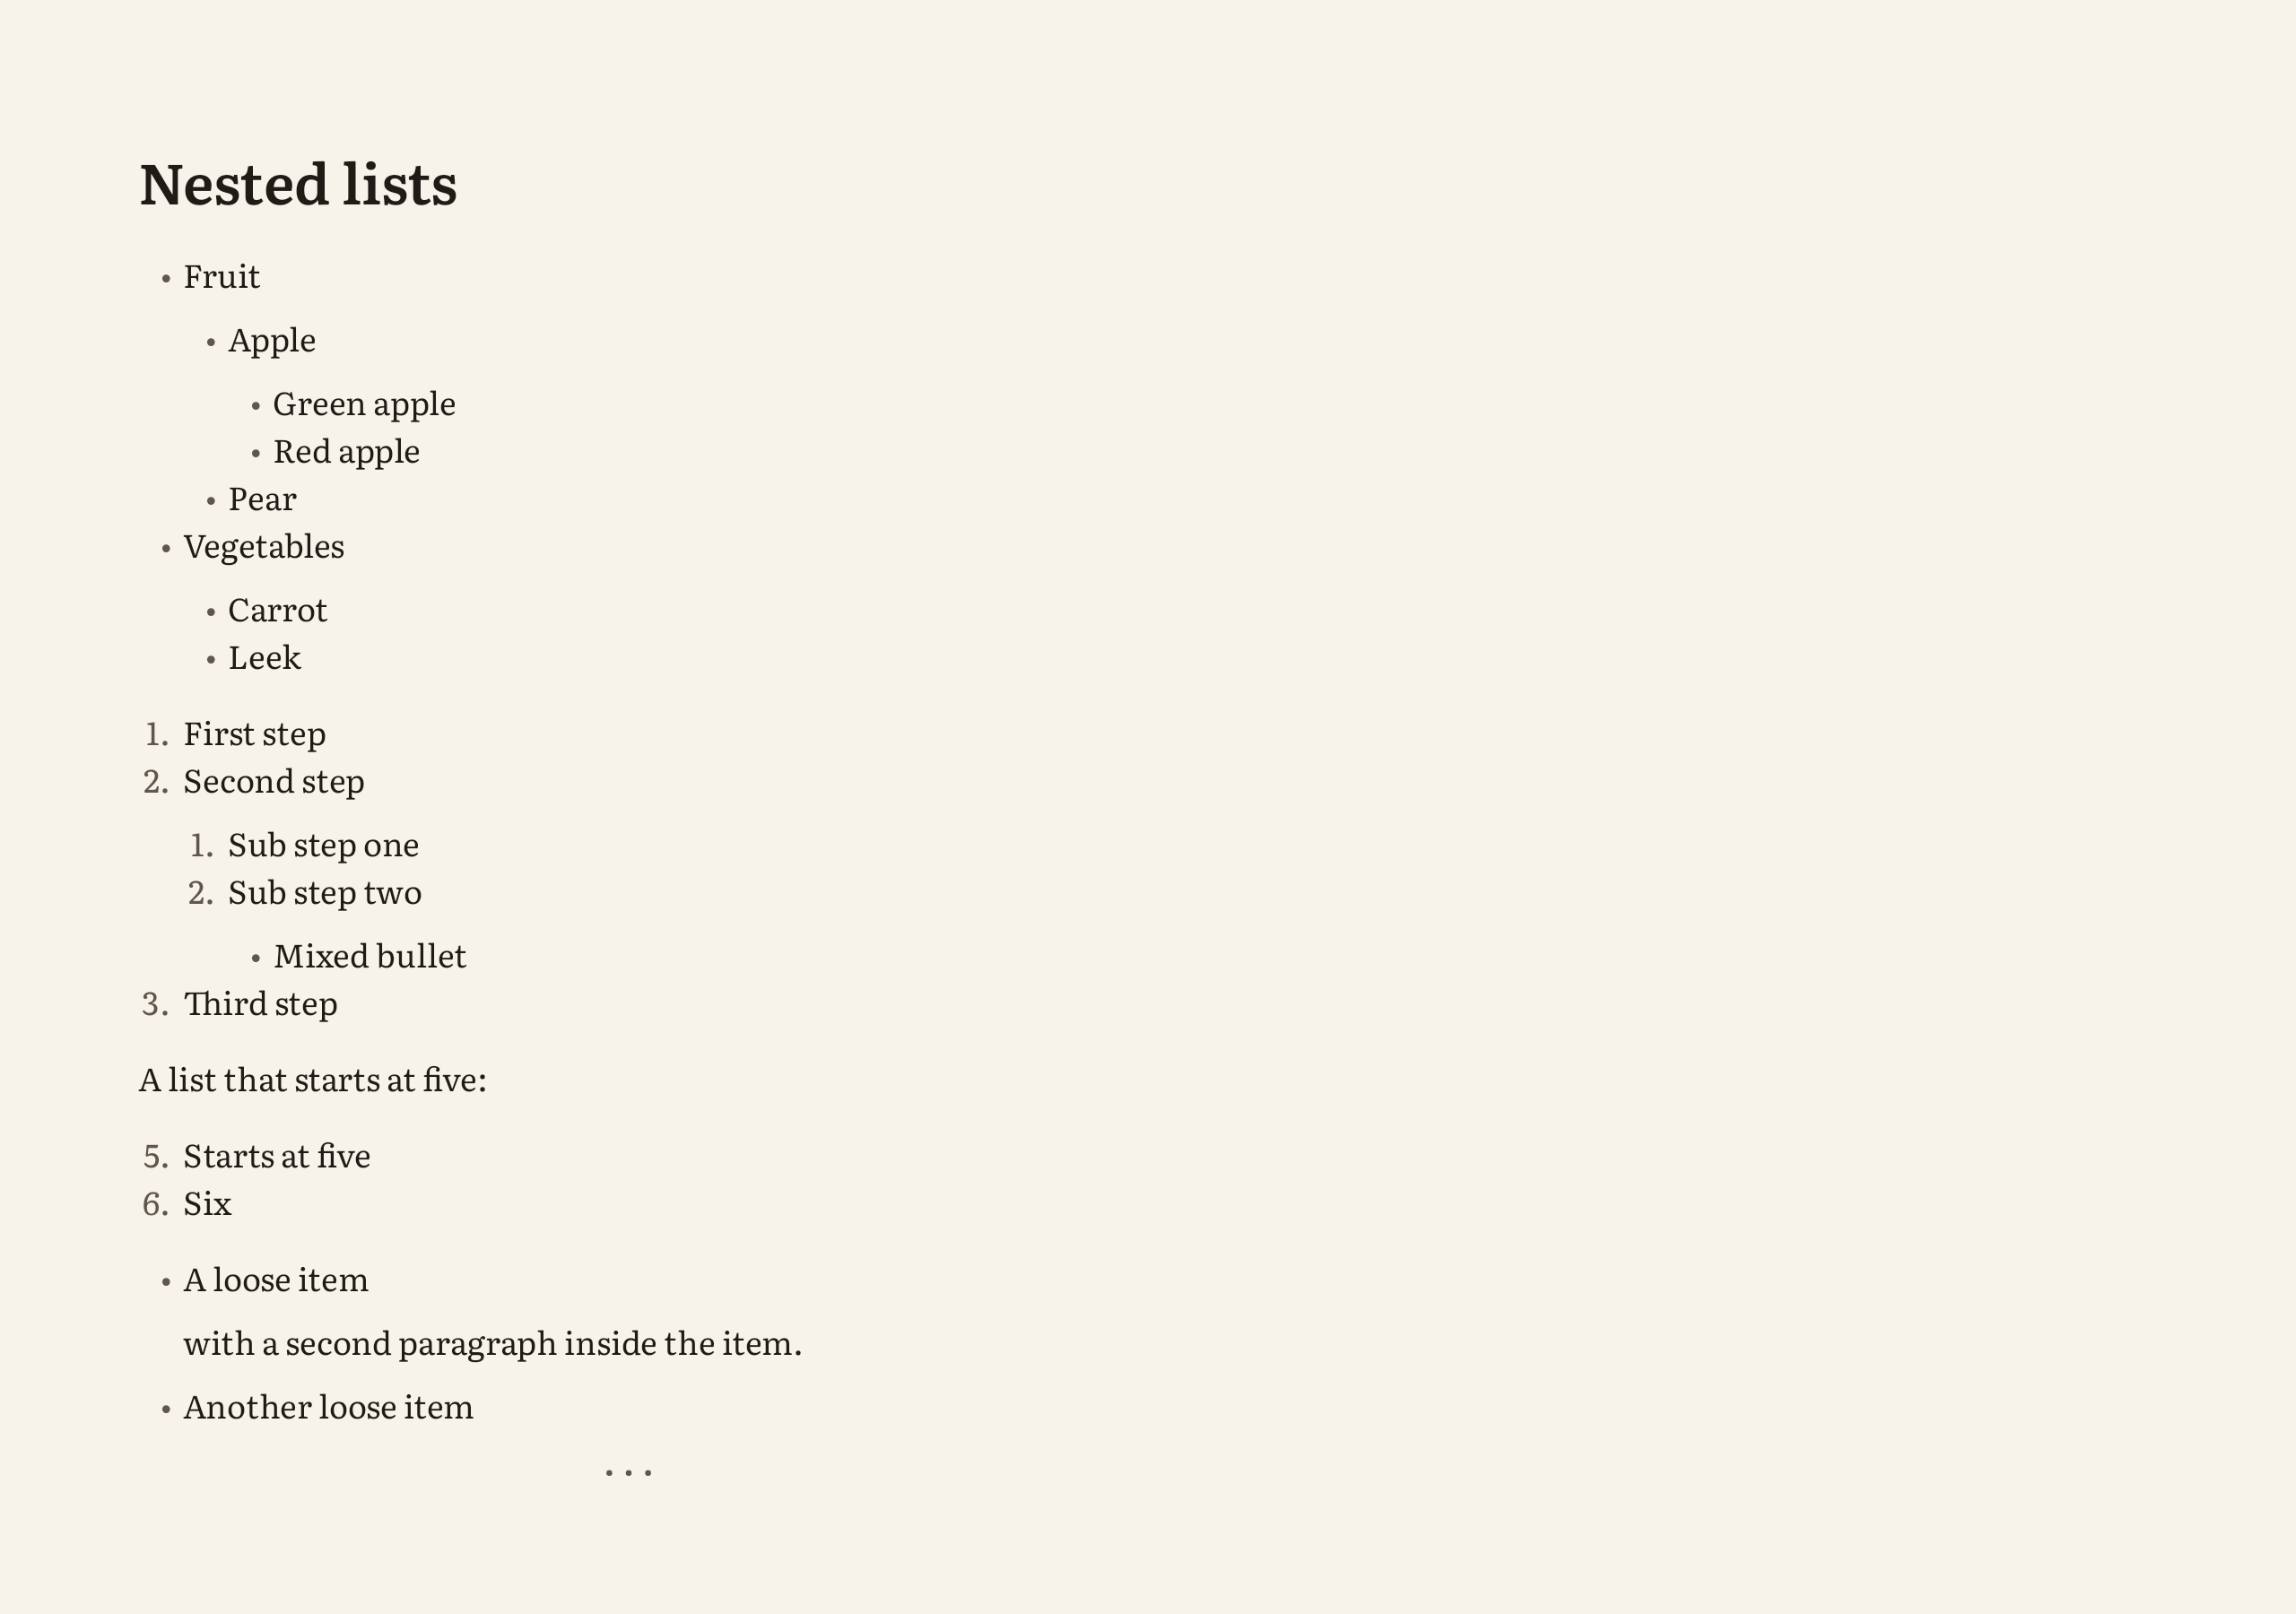 Nested lists
• Fruit
• Apple
• Green apple
• Red apple
• Pear
• Vegetables
• Carrot
• Leek
1. First step
2. Second step
1. Sub step one
2. Sub step two
• Mixed bullet
3. Third step
A list that starts at five:
5. Starts at five
6. Six
• A loose item
with a second paragraph inside the item.
• Another loose item
...